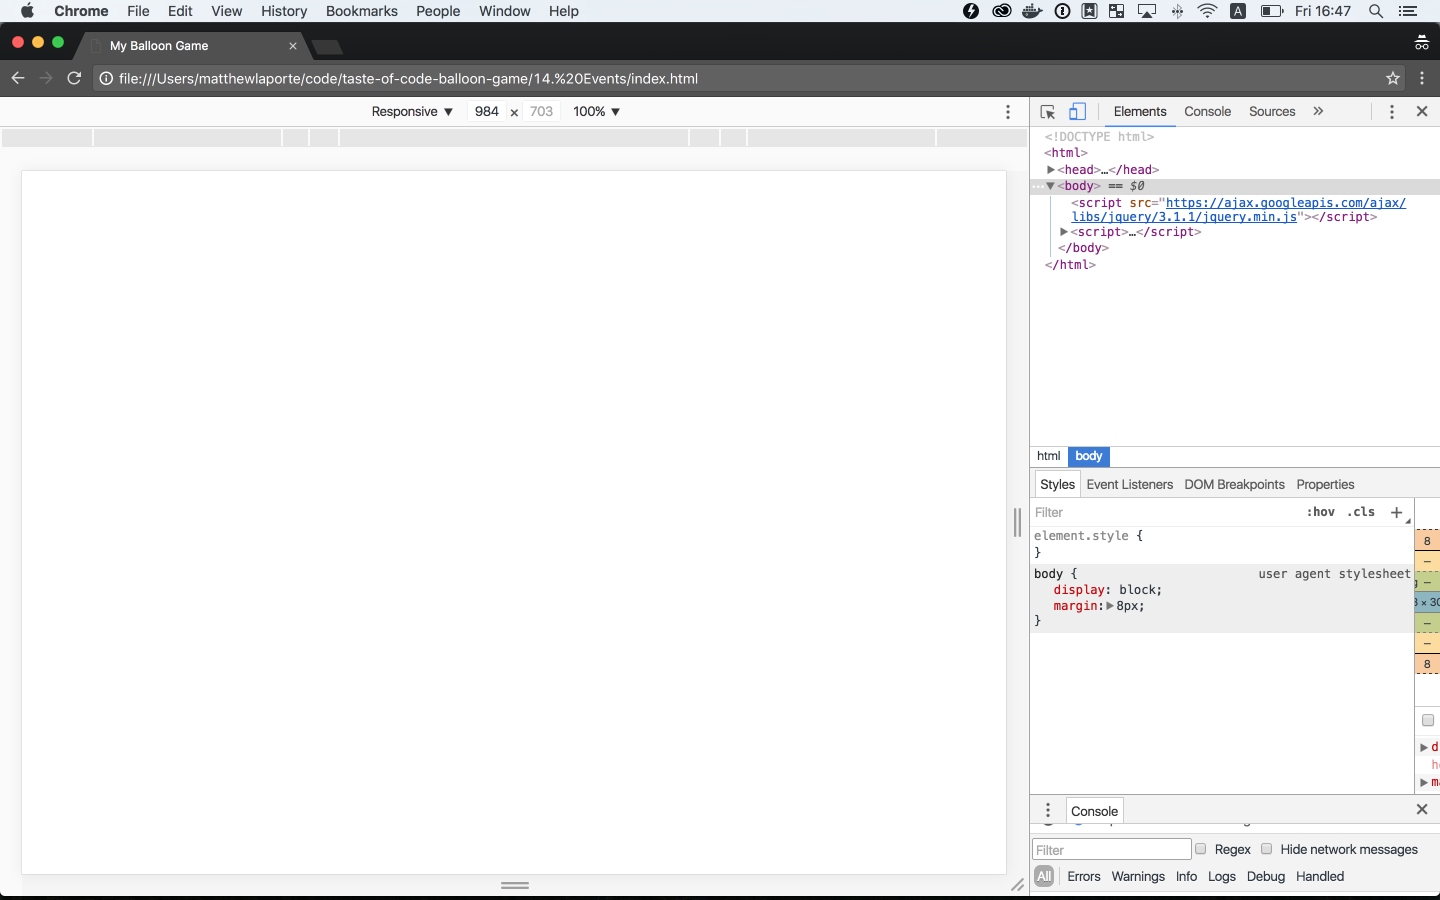 Chrome File Edit View History Bookmarks People Window Help Fri 16:47
My Balloon Game
file:///Users/matthewlaporte/code/taste-of-code-balloon-game/14.%20Events/index.html
Responsive ▼ 984 × 703 100% ▼
Elements Console Sources »
<!DOCTYPE html>
<html>
▶<head>…</head>
…▼<body> == $0
<script src="https://ajax.googleapis.com/ajax/
libs/jquery/3.1.1/jquery.min.js"></script>
▶<script>…</script>
</body>
</html>
html body
Styles Event Listeners DOM Breakpoints Properties
Filter :hov .cls +
element.style {
}
body { user agent stylesheet
display: block;
margin:▶8px;
}
8
–
–
–
–
8
Console
Filter Regex Hide network messages
All Errors Warnings Info Logs Debug Handled